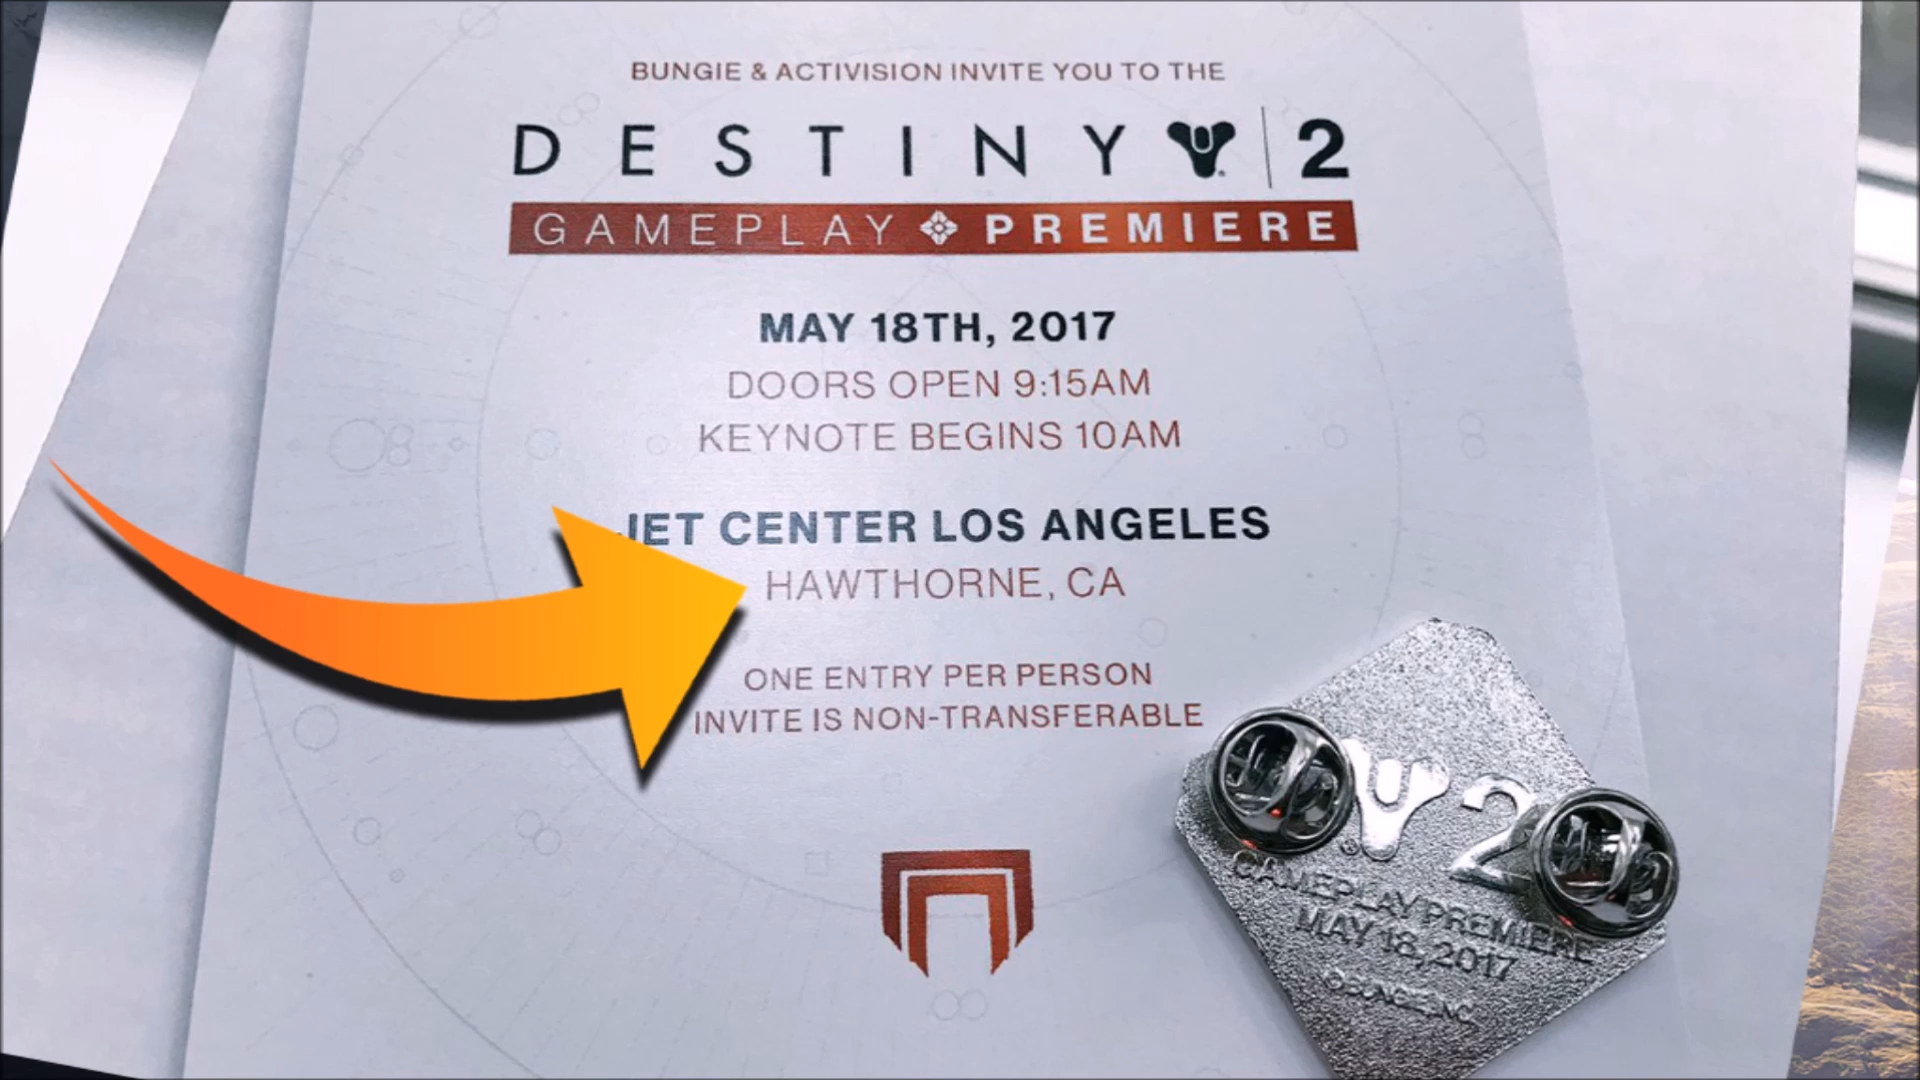 BUNGIE & ACTIVISION INVITE YOU TO THE
DESTINY 2
GAMEPLAY PREMIERE
MAY 18TH, 2017
DOORS OPEN 9:15AM
KEYNOTE BEGINS 10AM
JET CENTER LOS ANGELES
HAWTHORNE, CA
ONE ENTRY PER PERSON
INVITE IS NON-TRANSFERABLE
2
GAMEPLAY PREMIERE
MAY 18, 2017
© BUNGIE, INC.